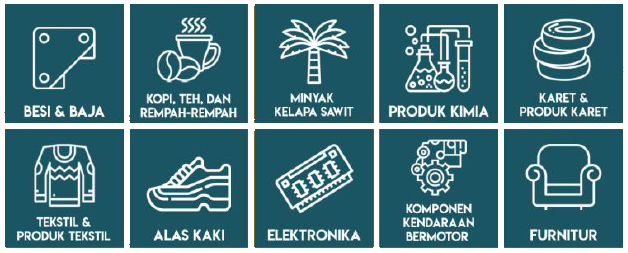 BESI & BAJA
KOPI, TEH, DAN
REMPAH-REMPAH
MINYAK
KELAPA SAWIT
PRODUK KIMIA
KARET &
PRODUK KARET
TEKSTIL &
PRODUK TEKSTIL
ALAS KAKI
ELEKTRONIKA
KOMPONEN
KENDARAAN
BERMOTOR
FURNITUR